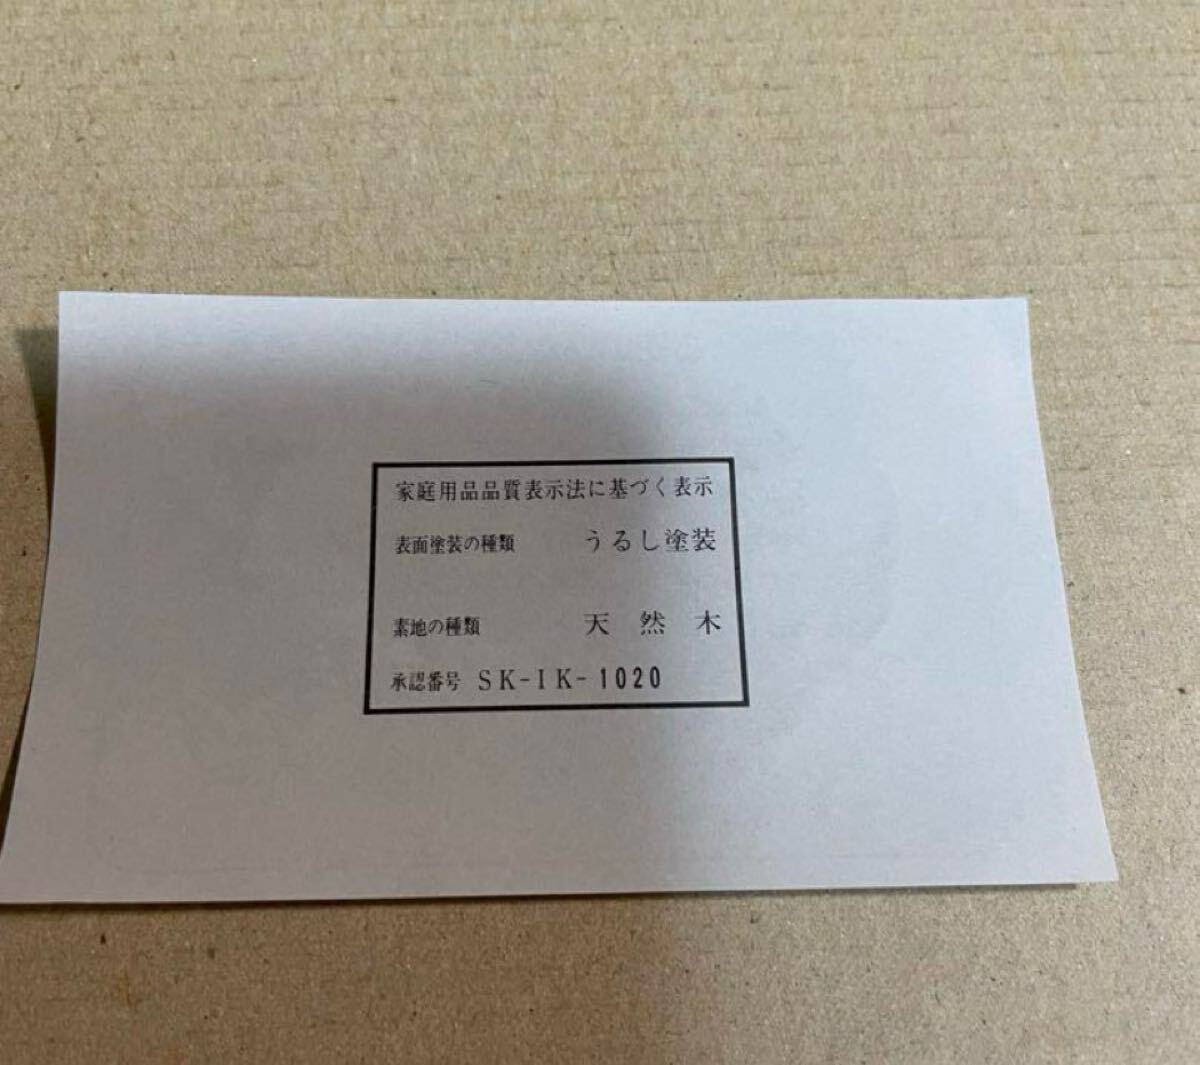 家庭用品品質表示法に基づく表示
表面塗装の種類 うるし塗装
素地の種類 天然木
承認番号 SK-IK-1020